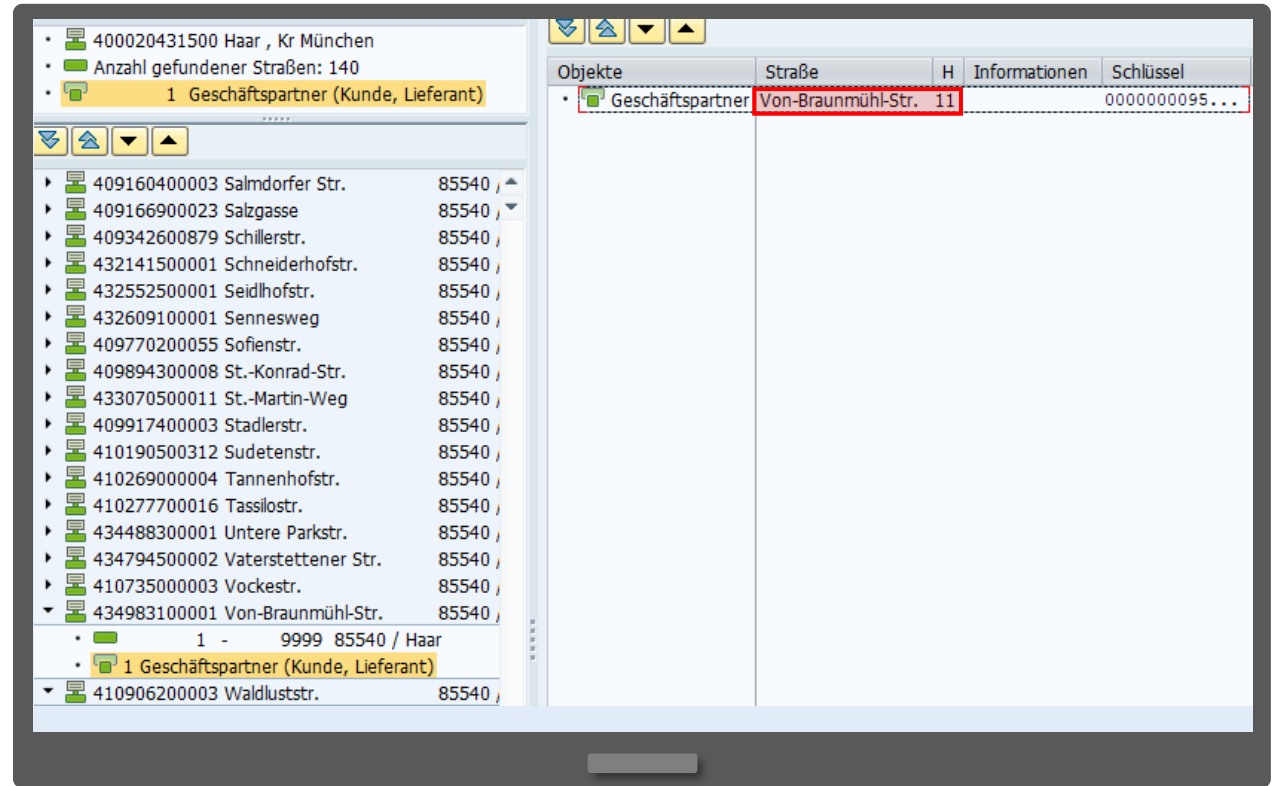 400020431500 Haar , Kr München
Anzahl gefundener Straßen: 140
1 Geschäftspartner (Kunde, Lieferant)
409160400003 Salmdorfer Str. 85540 /
409166900023 Salzgasse 85540 /
409342600879 Schillerstr. 85540 /
432141500001 Schneiderhofstr. 85540 /
432552500001 Seidlhofstr. 85540 /
432609100001 Sennesweg 85540 /
409770200055 Sofienstr. 85540 /
409894300008 St.-Konrad-Str. 85540 /
433070500011 St.-Martin-Weg 85540 /
409917400003 Stadlerstr. 85540 /
410190500312 Sudetenstr. 85540 /
410269000004 Tannenhofstr. 85540 /
410277700016 Tassilostr. 85540 /
434488300001 Untere Parkstr. 85540 /
434794500002 Vaterstettener Str. 85540 /
410735000003 Vockestr. 85540 /
434983100001 Von-Braunmühl-Str. 85540 /
1 - 9999 85540 / Haar
1 Geschäftspartner (Kunde, Lieferant)
410906200003 Waldluststr. 85540 /
Objekte Straße H Informationen Schlüssel
Geschäftspartner Von-Braunmühl-Str. 11 0000000095...